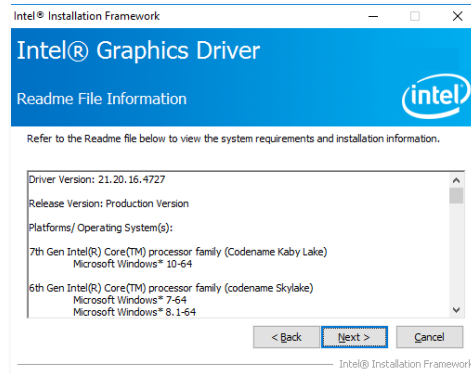 Intel® Installation Framework
Intel® Graphics Driver
Readme File Information
intel
Refer to the Readme file below to view the system requirements and installation information.
Driver Version: 21.20.16.4727
Release Version: Production Version
Platforms/ Operating System(s):
7th Gen Intel(R) Core(TM) processor family (Codename Kaby Lake)
Microsoft Windows* 10-64
6th Gen Intel(R) Core(TM) processor family (codename Skylake)
Microsoft Windows* 7-64
Microsoft Windows* 8.1-64
< Back
Next >
Cancel
Intel® Installation Framework